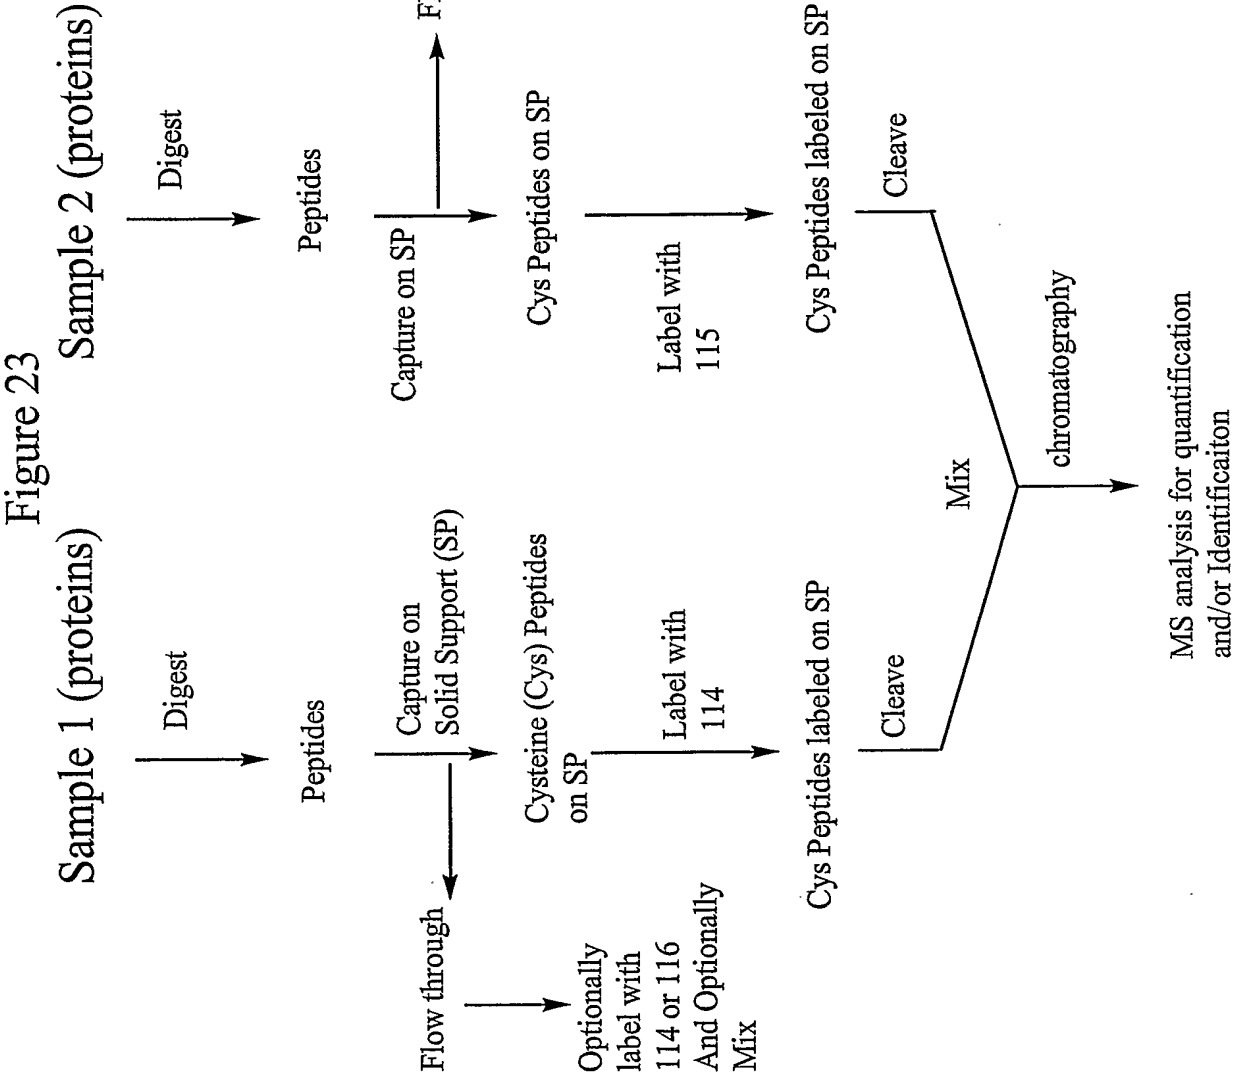 Figure 23
Sample 1 (proteins)
Sample 2 (proteins)
Digest
Digest
Peptides
Peptides
Capture on
Solid Support (SP)
Capture on SP
Flow through
Cysteine (Cys) Peptides
on SP
Cys Peptides on SP
Optionally
label with
114 or 116
And Optionally
Mix
Label with
114
Label with
115
Cys Peptides labeled on SP
Cys Peptides labeled on SP
Cleave
Cleave
Mix
chromatography
MS analysis for quantification
and/or Identificaiton